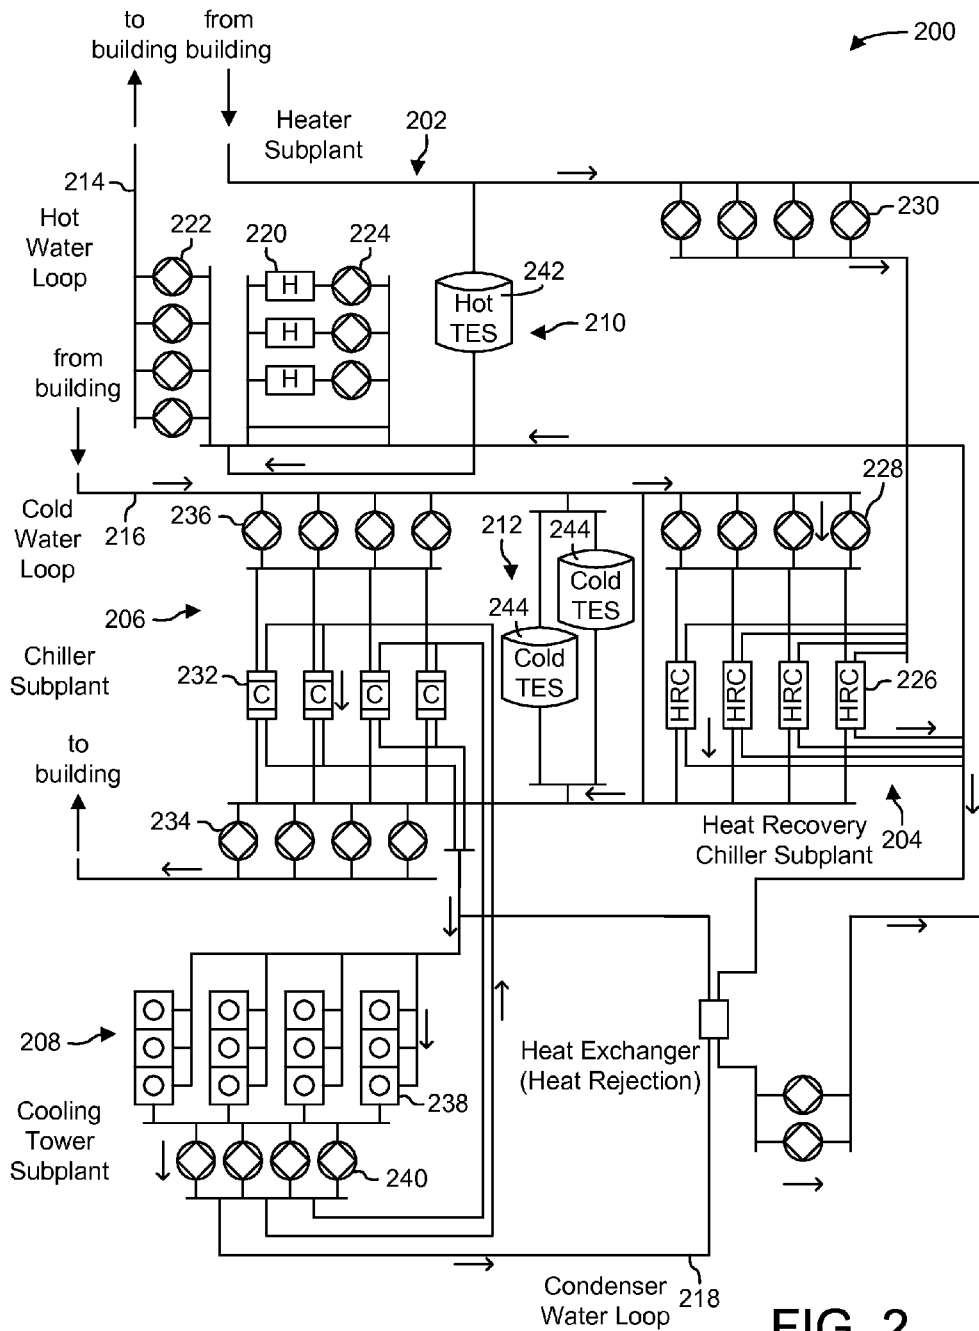 to
building
from
building
200
Heater
Subplant
202
214
Hot
Water
Loop
222
220
224
230
H
H
H
242
Hot
TES
210
from
building
228
Cold
Water
Loop
216
236
212
244
Cold
TES
244
Cold
TES
206
Chiller
Subplant
232
C
C
C
C
HRC
HRC
HRC
HRC
226
to
building
234
Heat Recovery
Chiller Subplant
204
208
Heat Exchanger
(Heat Rejection)
238
Cooling
Tower
Subplant
240
Condenser
Water Loop
218
FIG. 2